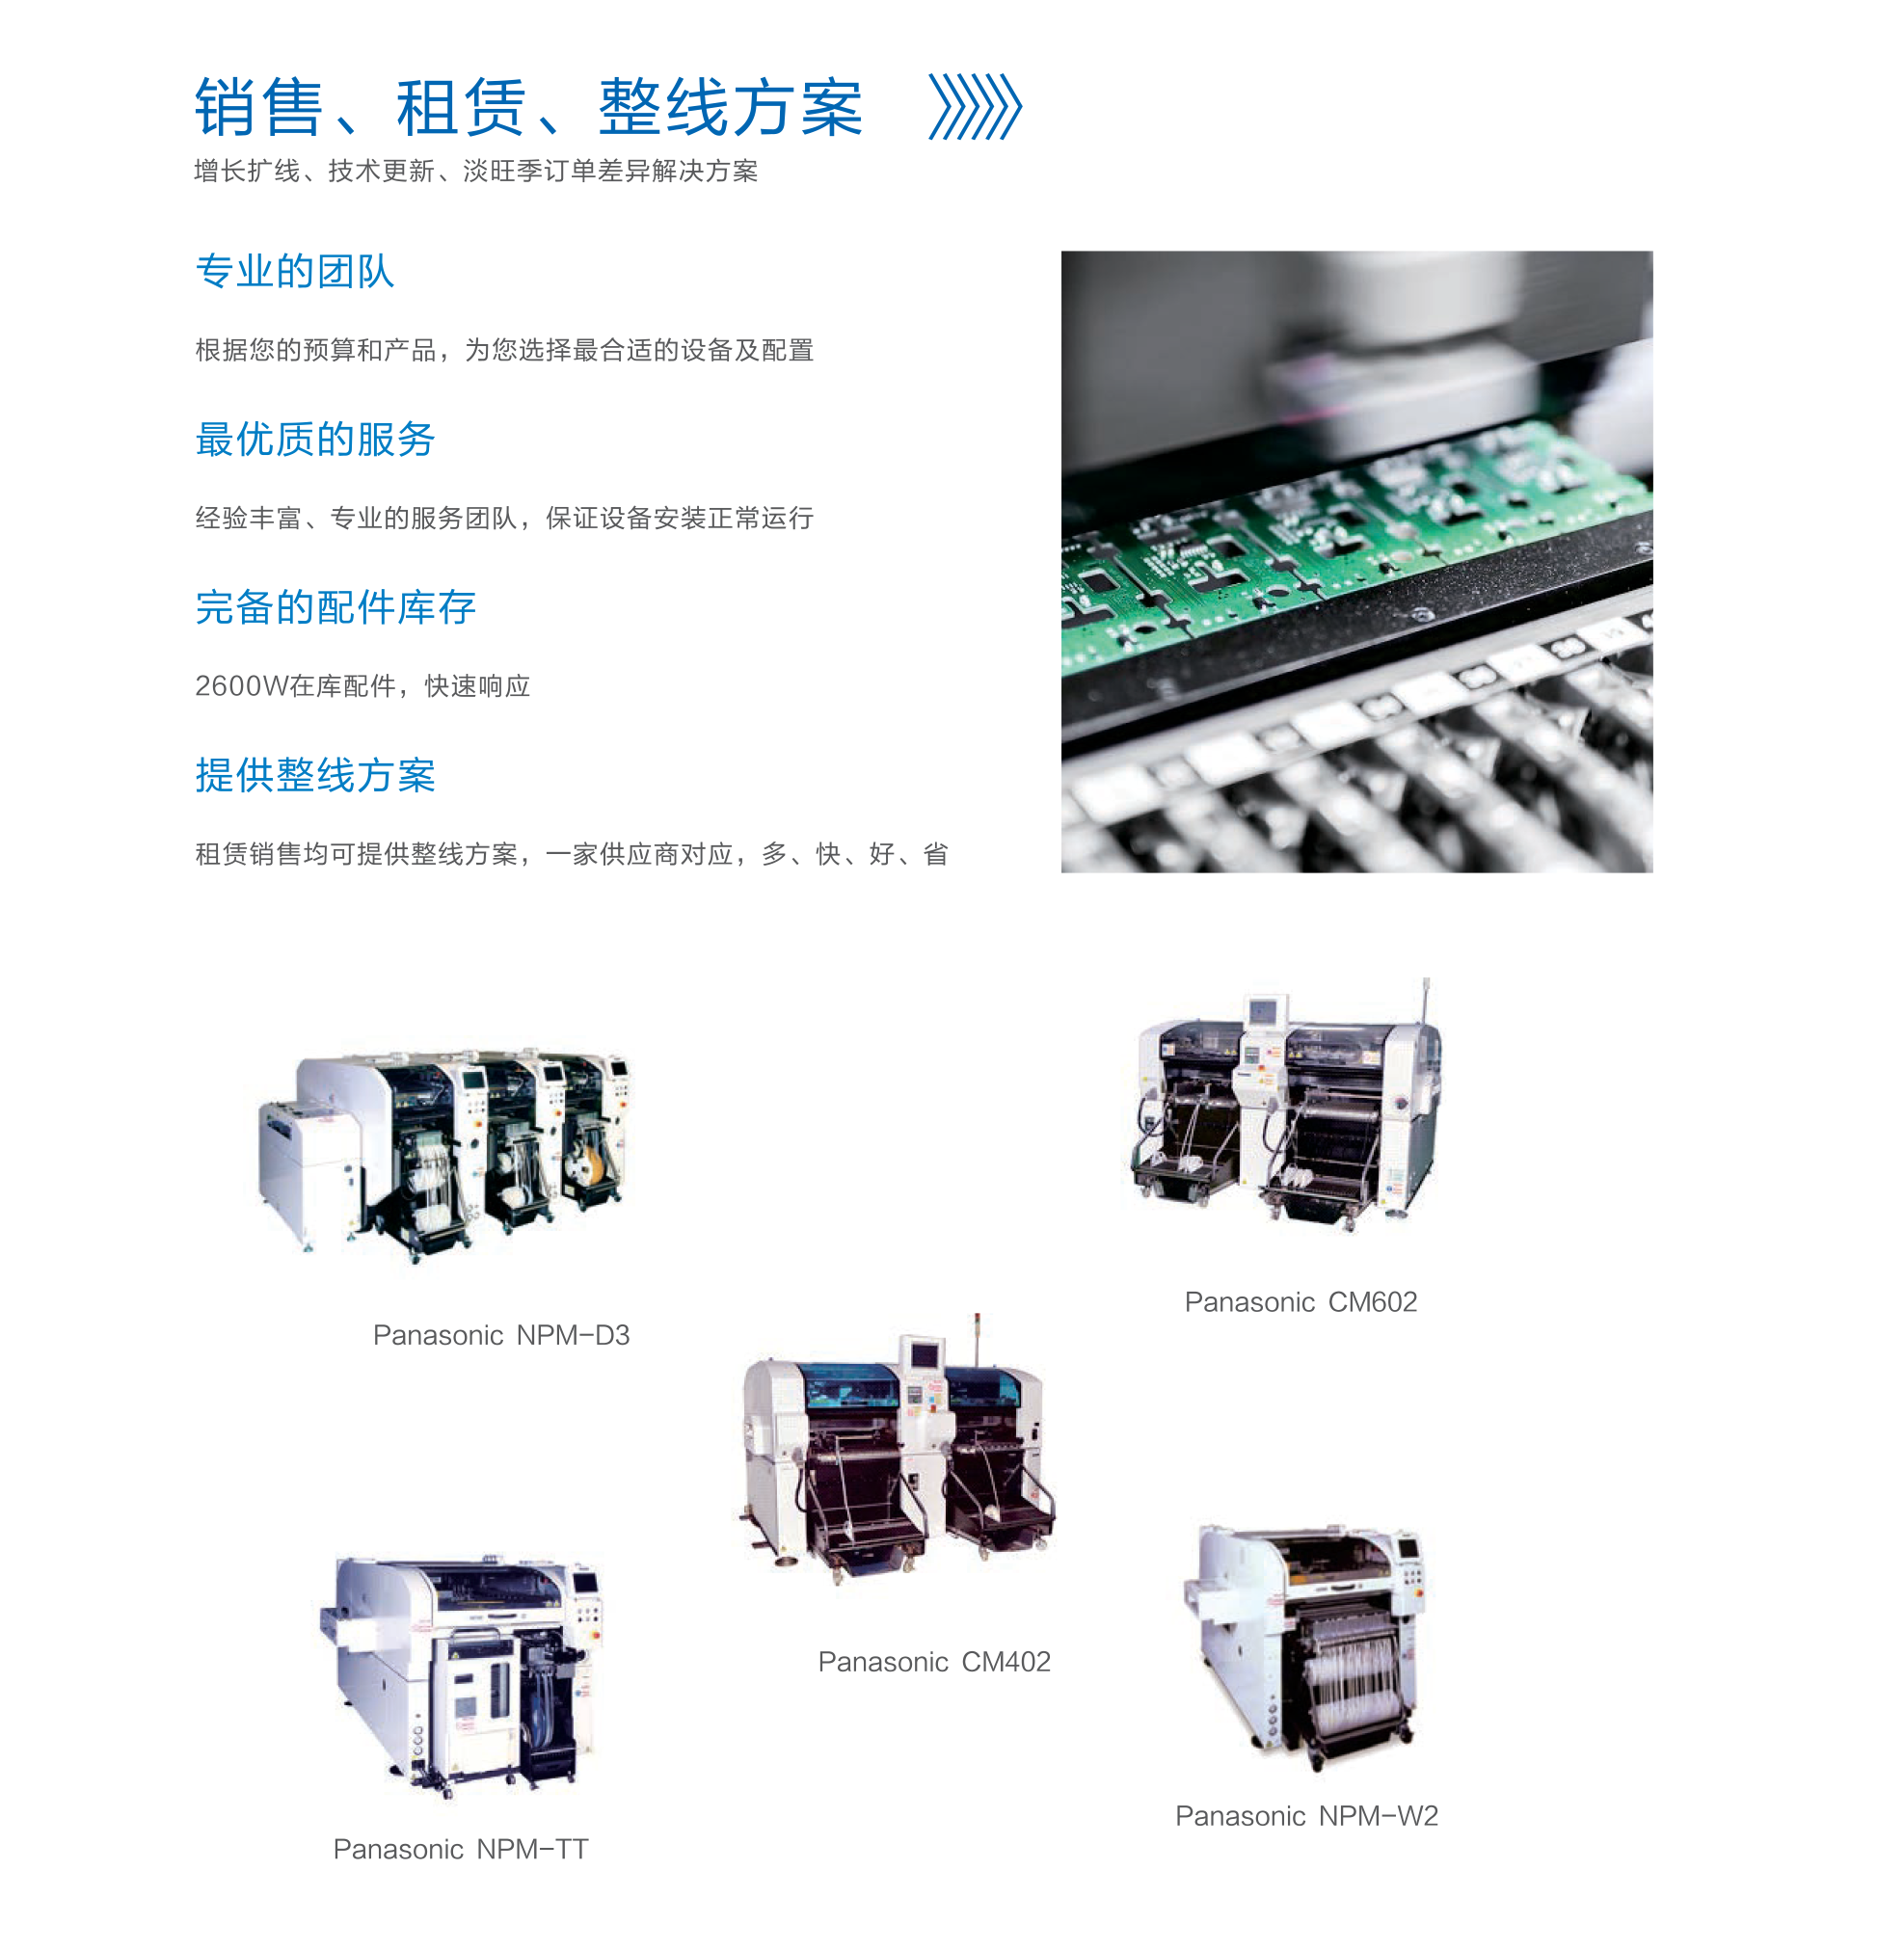 销售、租赁、整线方案
增长扩线、技术更新、淡旺季订单差异解决方案
专业的团队
根据您的预算和产品，为您选择最合适的设备及配置
最优质的服务
经验丰富、专业的服务团队，保证设备安装正常运行
完备的配件库存
2600W在库配件，快速响应
提供整线方案
租赁销售均可提供整线方案，一家供应商对应，多、快、好、省
Panasonic CM602
Panasonic NPM-D3
Panasonic CM402
Panasonic NPM-W2
Panasonic NPM-TT